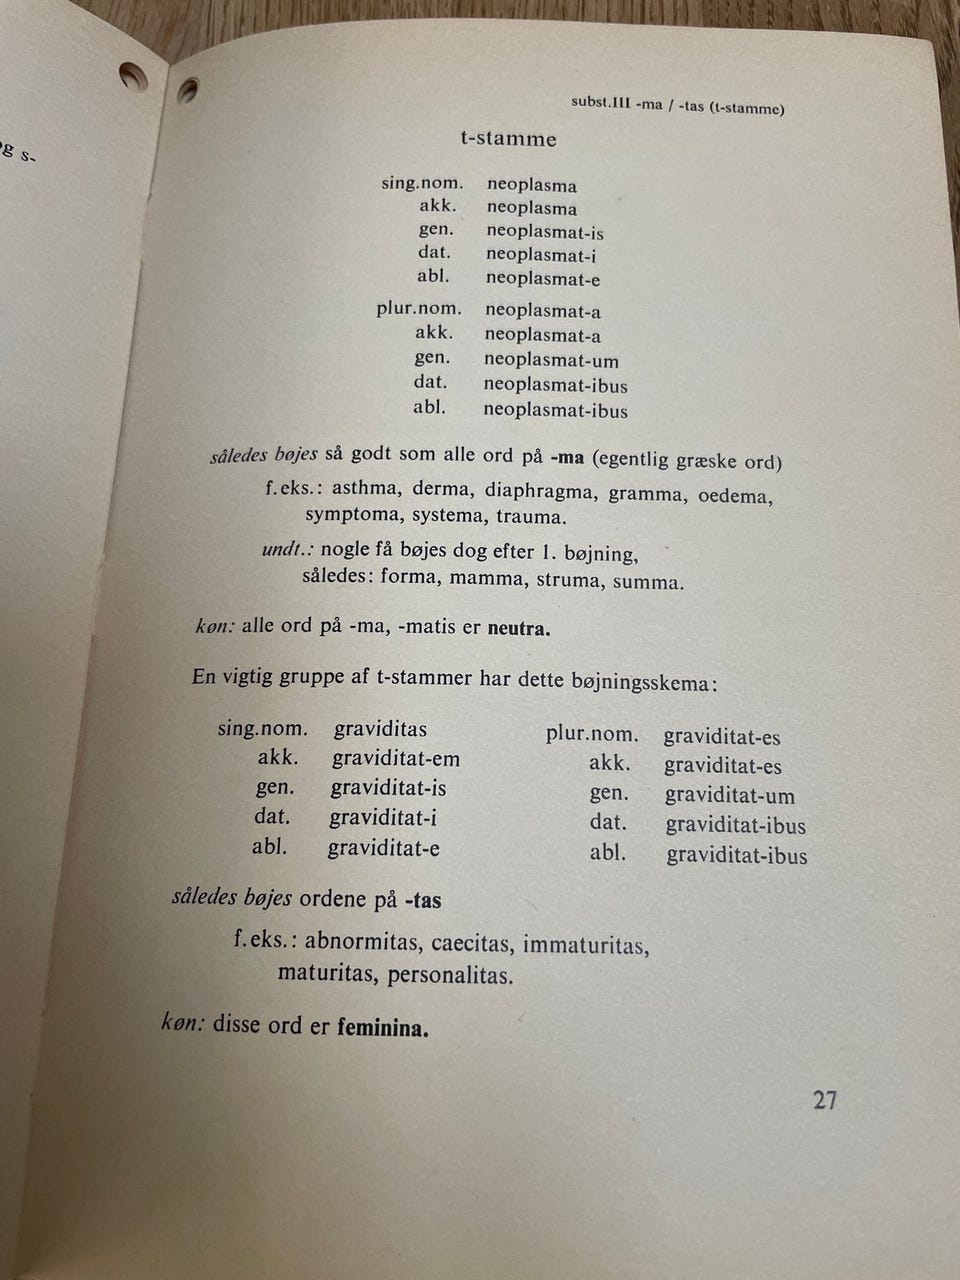 og s-
subst.III -ma / -tas (t-stamme)
t-stamme
sing.nom. neoplasma
akk. neoplasma
gen. neoplasmat-is
dat. neoplasmat-i
abl. neoplasmat-e
plur.nom. neoplasmat-a
akk. neoplasmat-a
gen. neoplasmat-um
dat. neoplasmat-ibus
abl. neoplasmat-ibus
således bøjes så godt som alle ord på -ma (egentlig græske ord)
f.eks.: asthma, derma, diaphragma, gramma, oedema,
symptoma, systema, trauma.
undt.: nogle få bøjes dog efter 1. bøjning,
således: forma, mamma, struma, summa.
køn: alle ord på -ma, -matis er neutra.
En vigtig gruppe af t-stammer har dette bøjningsskema:
sing.nom. graviditas plur.nom. graviditat-es
akk. graviditat-em akk. graviditat-es
gen. graviditat-is gen. graviditat-um
dat. graviditat-i dat. graviditat-ibus
abl. graviditat-e abl. graviditat-ibus
således bøjes ordene på -tas
f.eks.: abnormitas, caecitas, immaturitas,
maturitas, personalitas.
køn: disse ord er feminina.
27